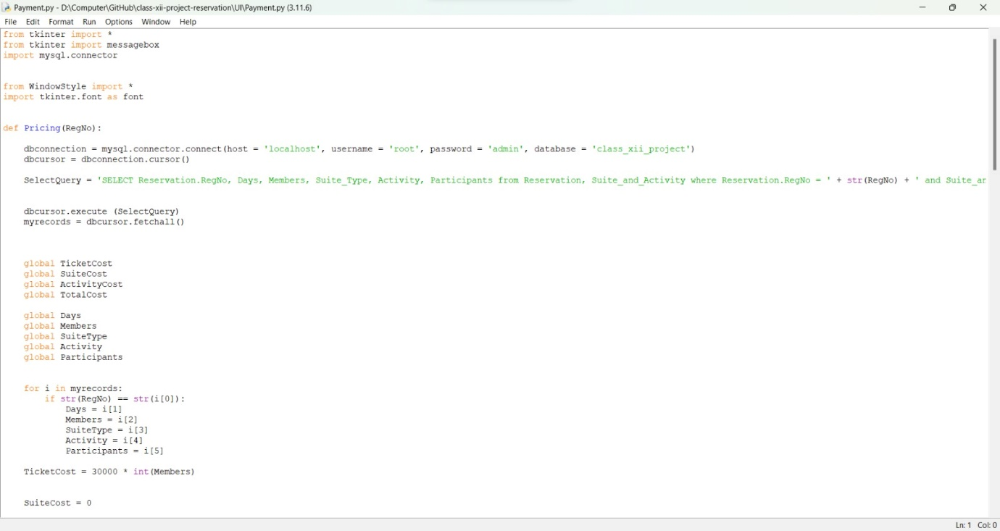 Payment.py - D:\Computer\GitHub\class-xii-project-reservation\UI\Payment.py (3.11.6)
File Edit Format Run Options Window Help
from tkinter import *
from tkinter import messagebox
import mysql.connector
from WindowStyle import *
import tkinter.font as font
def Pricing(RegNo):
dbconnection = mysql.connector.connect(host = 'localhost', username = 'root', password = 'admin', database = 'class_xii_project')
dbcursor = dbconnection.cursor()
SelectQuery = 'SELECT Reservation.RegNo, Days, Members, Suite_Type, Activity, Participants from Reservation, Suite_and_Activity where Reservation.RegNo = ' + str(RegNo) + ' and Suite_an
dbcursor.execute (SelectQuery)
myrecords = dbcursor.fetchall()
global TicketCost
global SuiteCost
global ActivityCost
global TotalCost
global Days
global Members
global SuiteType
global Activity
global Participants
for i in myrecords:
if str(RegNo) == str(i[0]):
Days = i[1]
Members = i[2]
SuiteType = i[3]
Activity = i[4]
Participants = i[5]
TicketCost = 30000 * int(Members)
SuiteCost = 0
Ln: 1 Col: 0